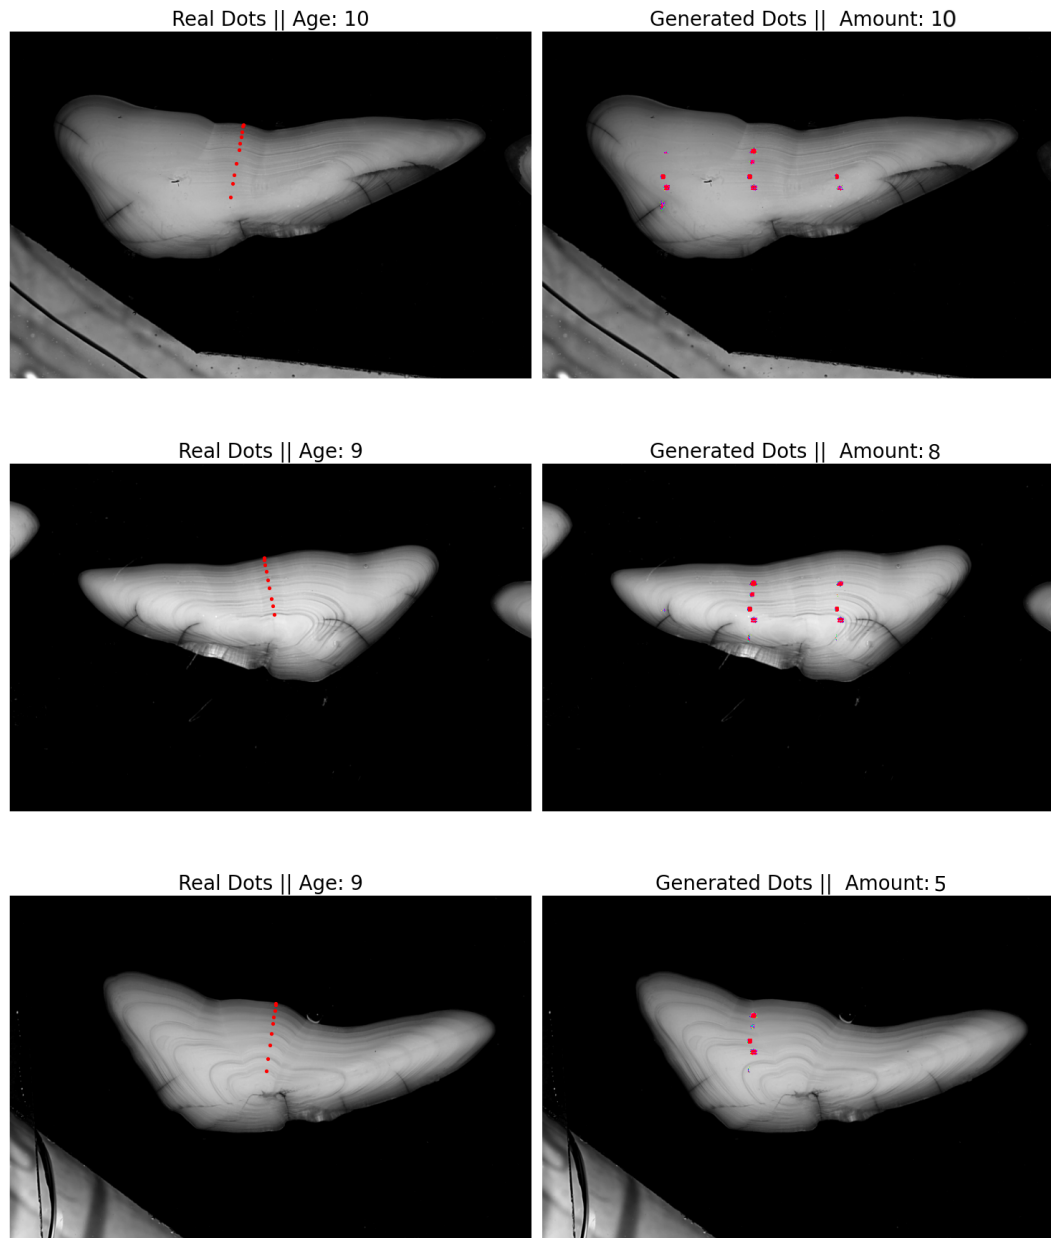 Real Dots || Age: 10
Generated Dots ||  Amount: 10
Real Dots || Age: 9
Generated Dots ||  Amount: 8
Real Dots || Age: 9
Generated Dots ||  Amount: 5